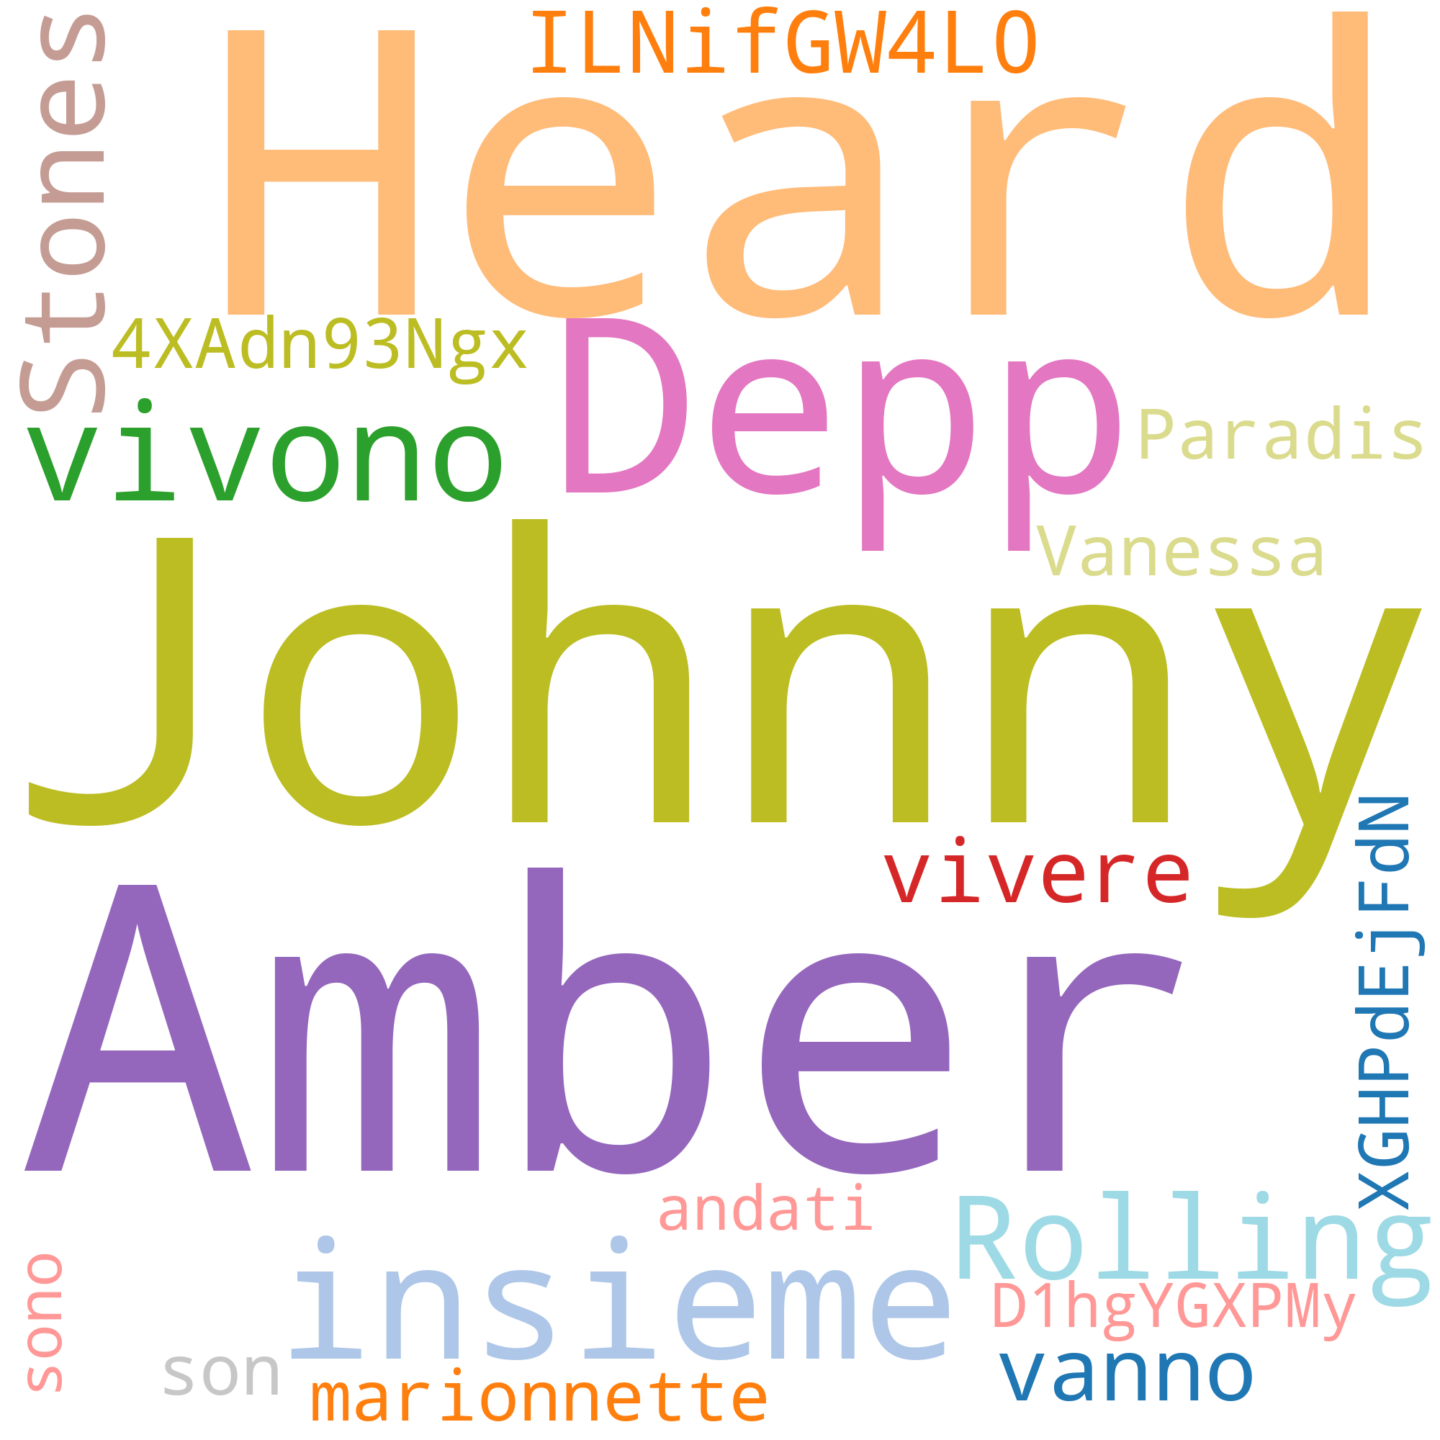 ILNifGW4LO
Stones
Heard
4XAdn93Ngx
Depp
Paradis
vivono
Vanessa
Johnny
vivere
XGHPdEjFdN
Amber
andati
Rolling
insieme
sono
D1hgYGXPMy
son
vanno
marionnette